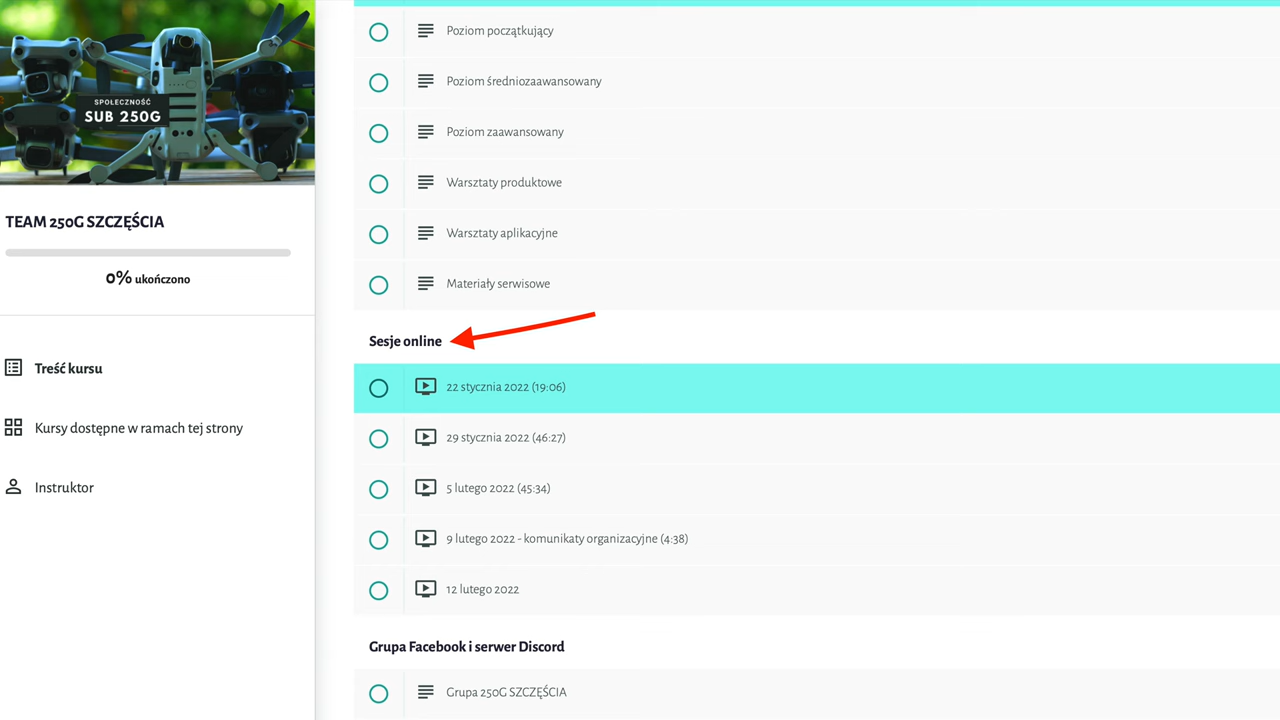 SPOŁECZNOŚĆ
SUB 250G
TEAM 250G SZCZĘŚCIA
0% ukończono
Treść kursu
Kursy dostępne w ramach tej strony
Instruktor
Poziom początkujący
Poziom średniozaawansowany
Poziom zaawansowany
Warsztaty produktowe
Warsztaty aplikacyjne
Materiały serwisowe
Sesje online
22 stycznia 2022 (19:06)
29 stycznia 2022 (46:27)
5 lutego 2022 (45:34)
9 lutego 2022 - komunikaty organizacyjne (4:38)
12 lutego 2022
Grupa Facebook i serwer Discord
Grupa 250G SZCZĘŚCIA